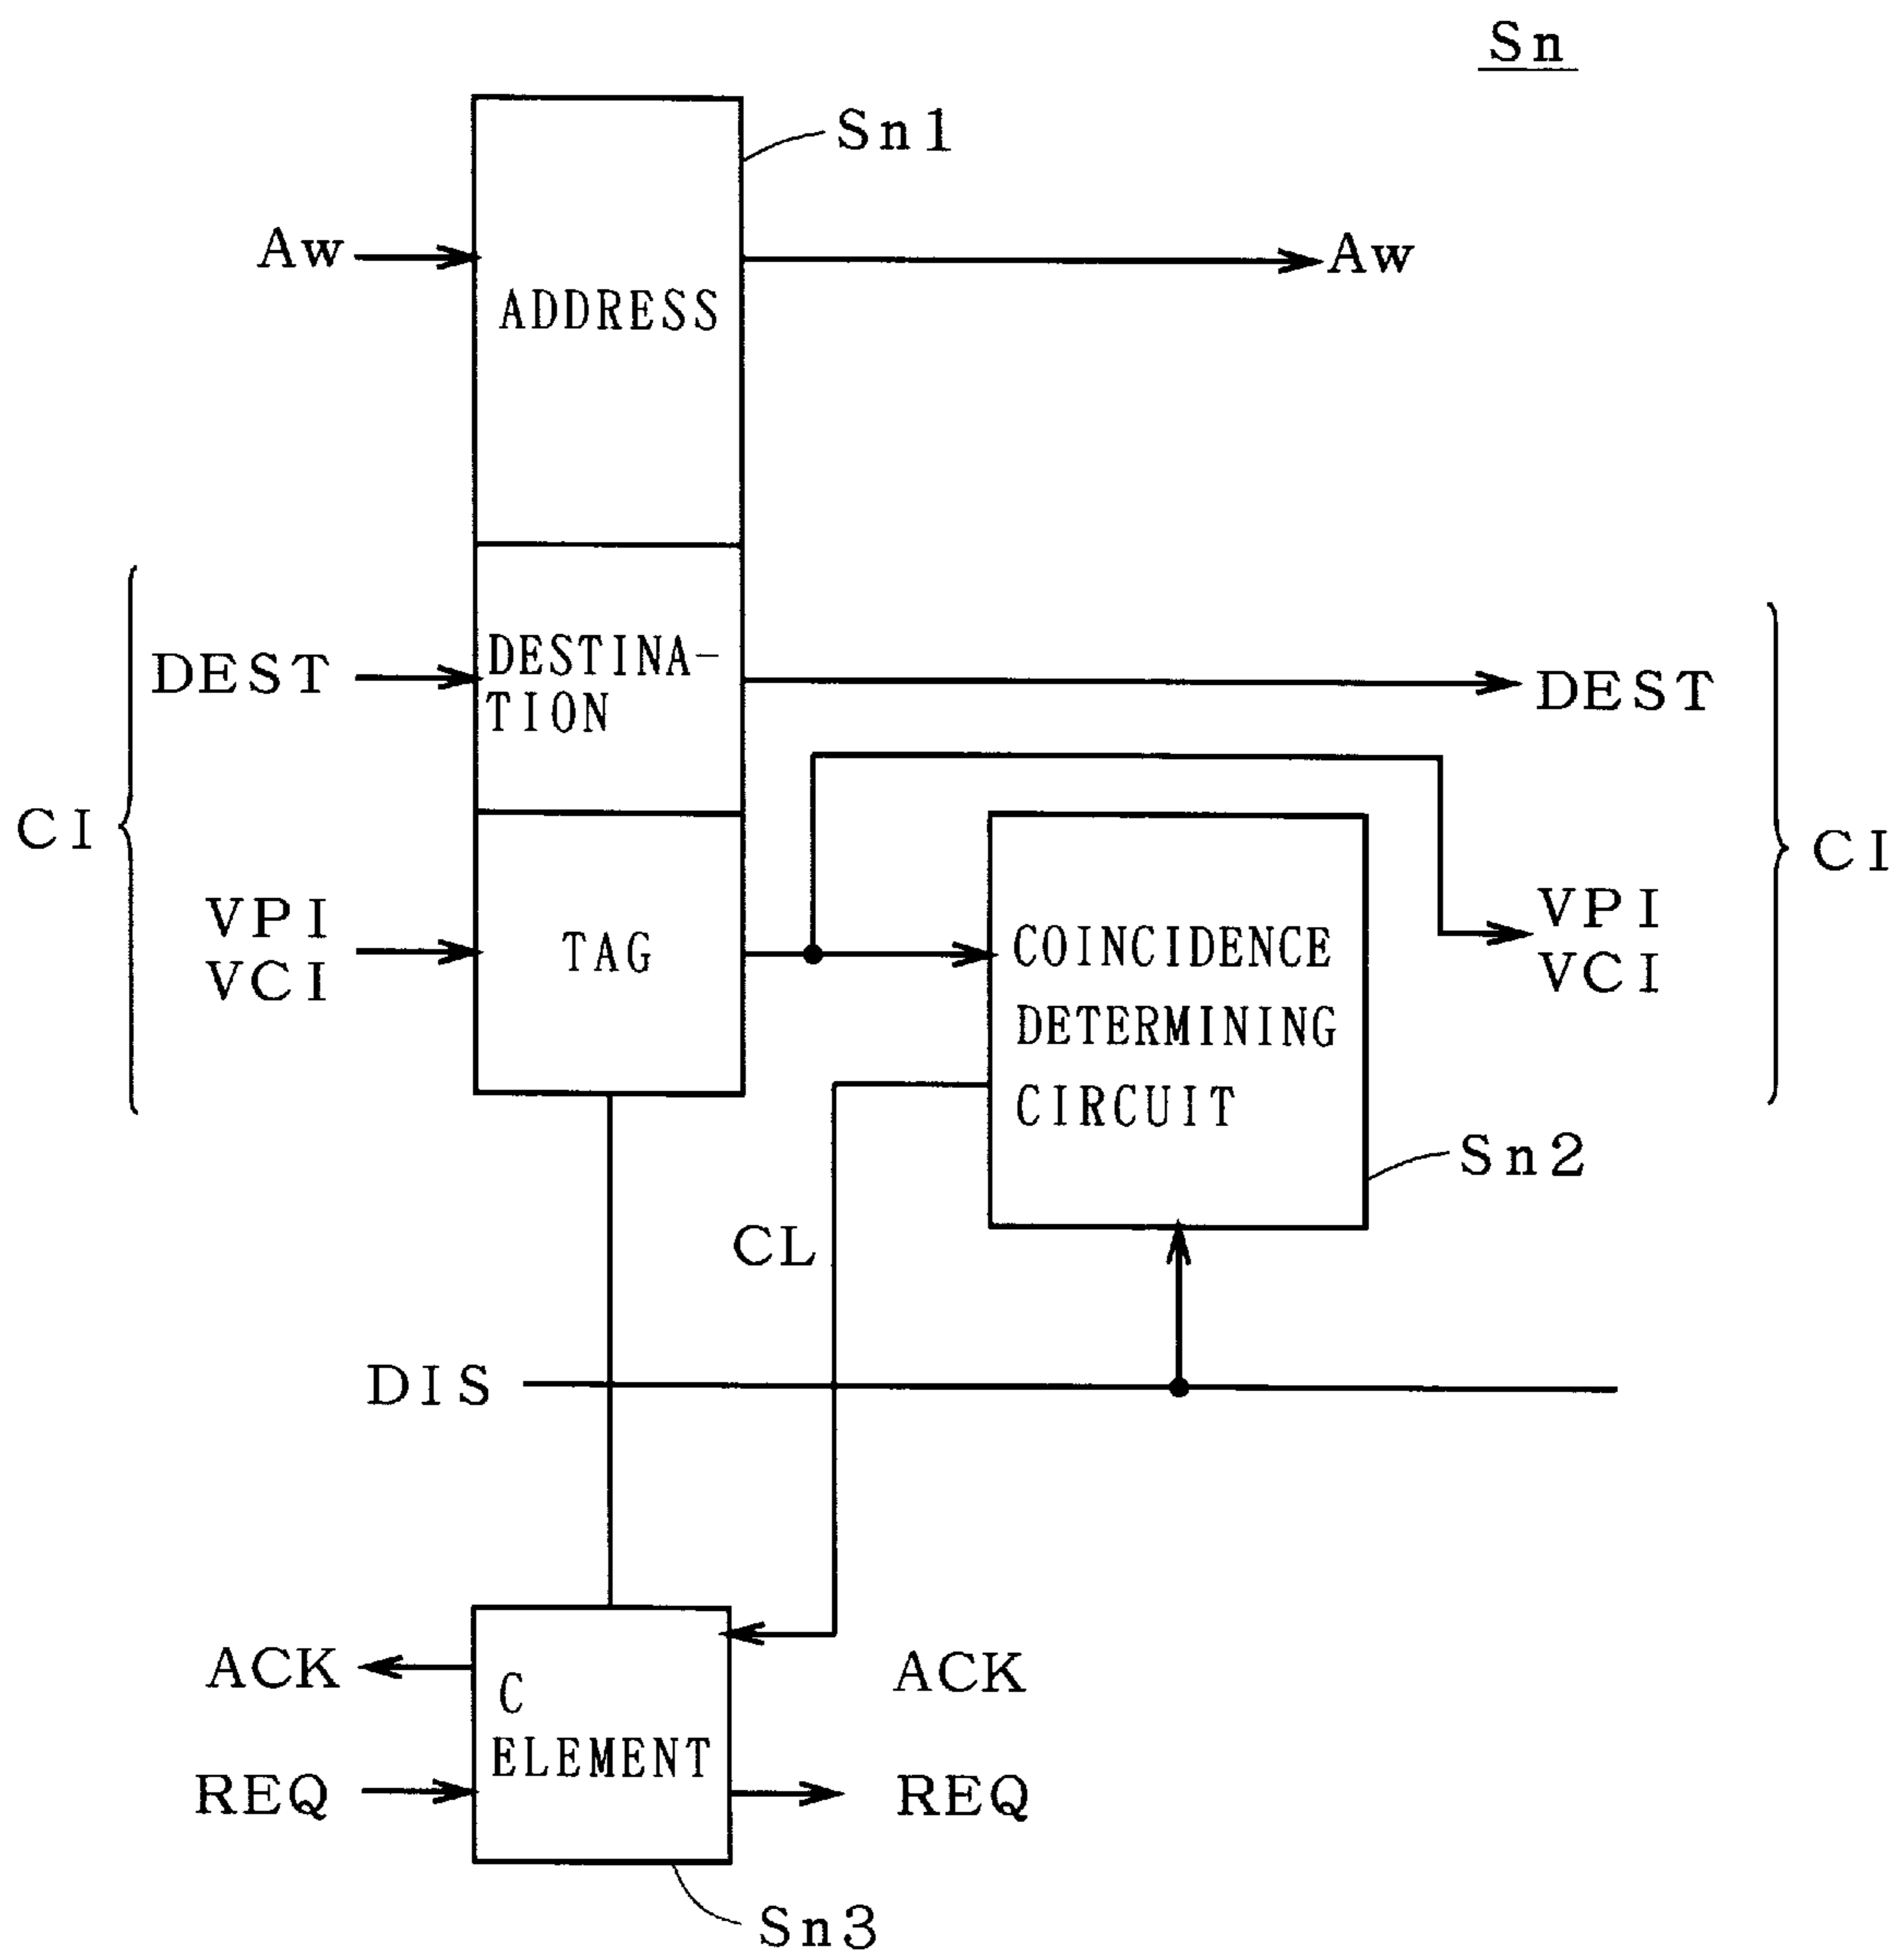 Sn
Sn1
Aw
Aw
ADDRESS
DESTINA-
TION
DEST
DEST
CI
CI
VPI
VCI
TAG
COINCIDENCE
DETERMINING
CIRCUIT
VPI
VCI
Sn2
CL
DIS
ACK
ACK
C
ELEMENT
REQ
REQ
Sn3